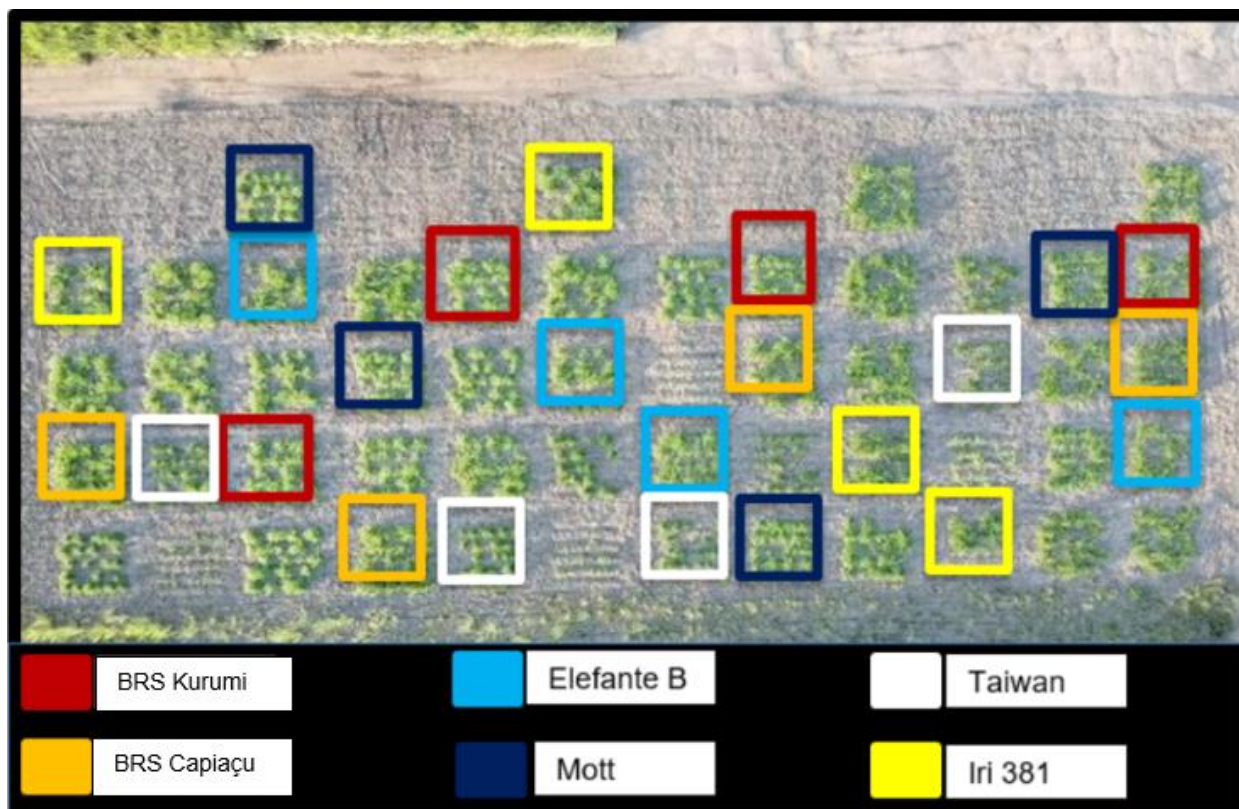 BRS Kurumi
Elefante B
Taiwan
BRS Capiaçu
Mott
Iri 381